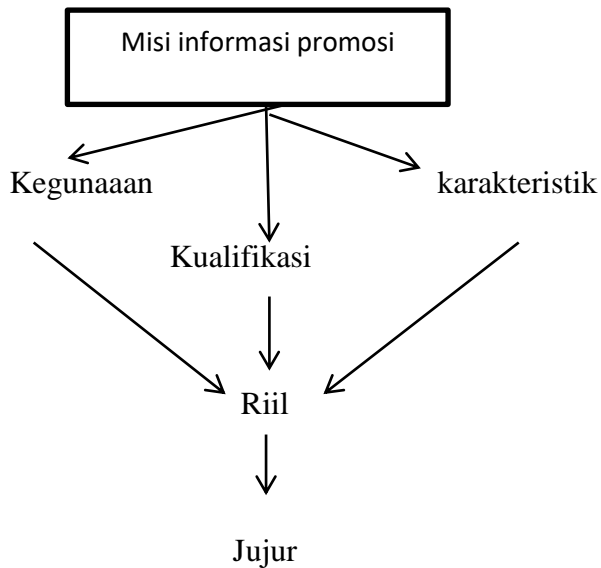 Misi informasi promosi
Kegunaaan
karakteristik
Kualifikasi
Riil
Jujur